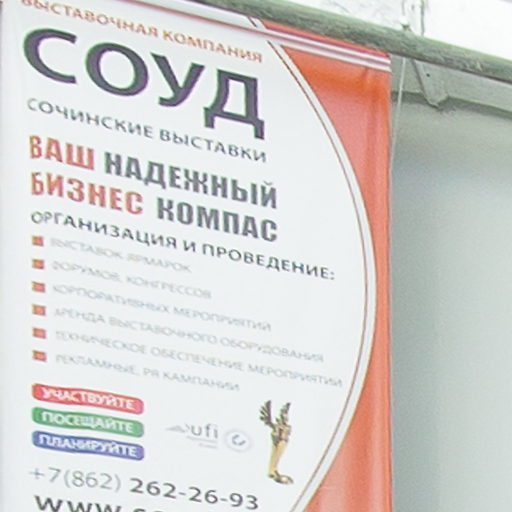 ВЫСТАВОЧНАЯ КОМПАНИЯ
СОУД
СОЧИНСКИЕ ВЫСТАВКИ
ВАШ НАДЕЖНЫЙ
БИЗНЕС КОМПАС
ОРГАНИЗАЦИЯ И ПРОВЕДЕНИЕ:
ВЫСТАВОК-ЯРМАРОК
ФОРУМОВ, КОНГРЕССОВ
КОРПОРАТИВНЫХ МЕРОПРИЯТИЙ
АРЕНДА ВЫСТАВОЧНОГО ОБОРУДОВАНИЯ
ТЕХНИЧЕСКОЕ ОБЕСПЕЧЕНИЕ МЕРОПРИЯТИЙ
РЕКЛАМНЫЕ, PR КАМПАНИИ
УЧАСТВУЙТЕ
ПОСЕЩАЙТЕ
ПЛАНИРУЙТЕ
ufi
+7(862) 262-26-93